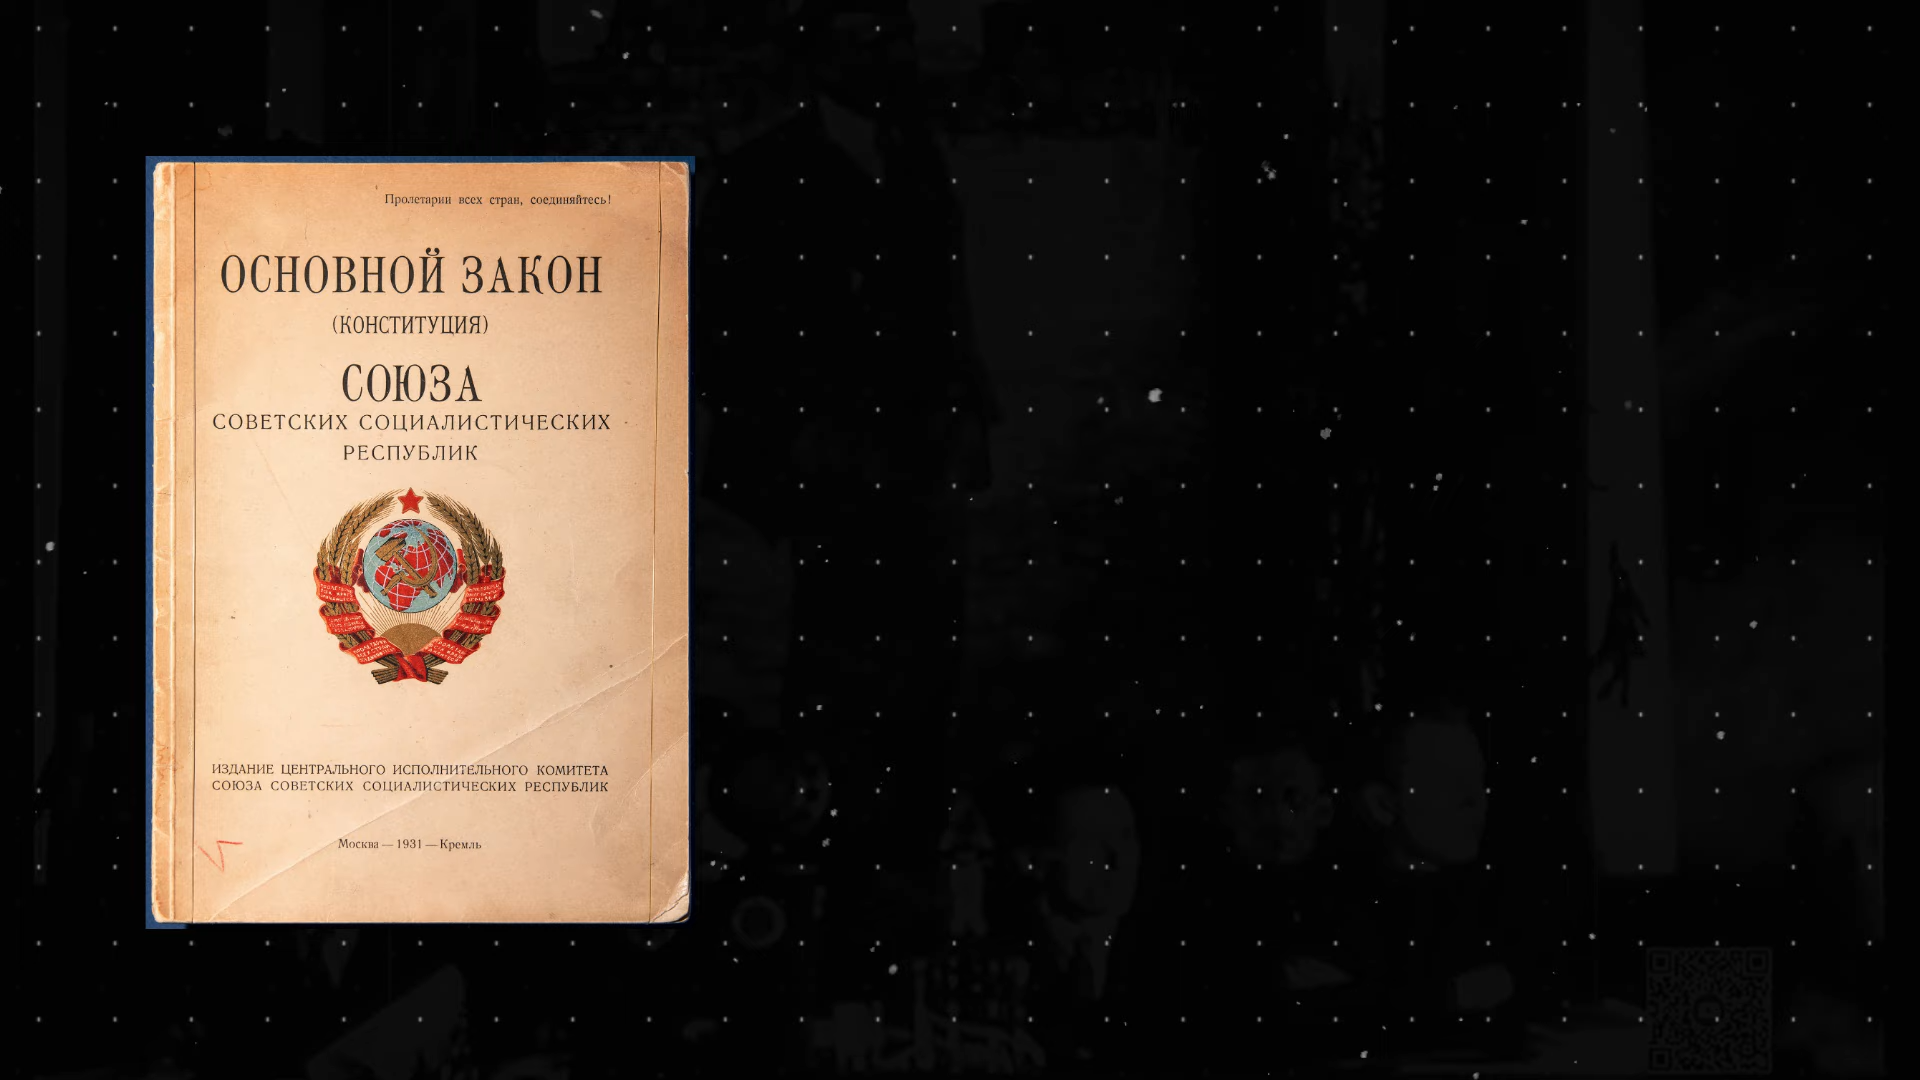 Пролетарии всех стран, соединяйтесь!
ОСНОВНОЙ ЗАКОН
(КОНСТИТУЦИЯ)
СОЮЗА
СОВЕТСКИХ СОЦИАЛИСТИЧЕСКИХ
РЕСПУБЛИК
ИЗДАНИЕ ЦЕНТРАЛЬНОГО ИСПОЛНИТЕЛЬНОГО КОМИТЕТА
СОЮЗА СОВЕТСКИХ СОЦИАЛИСТИЧЕСКИХ РЕСПУБЛИК
Москва — 1931 — Кремль